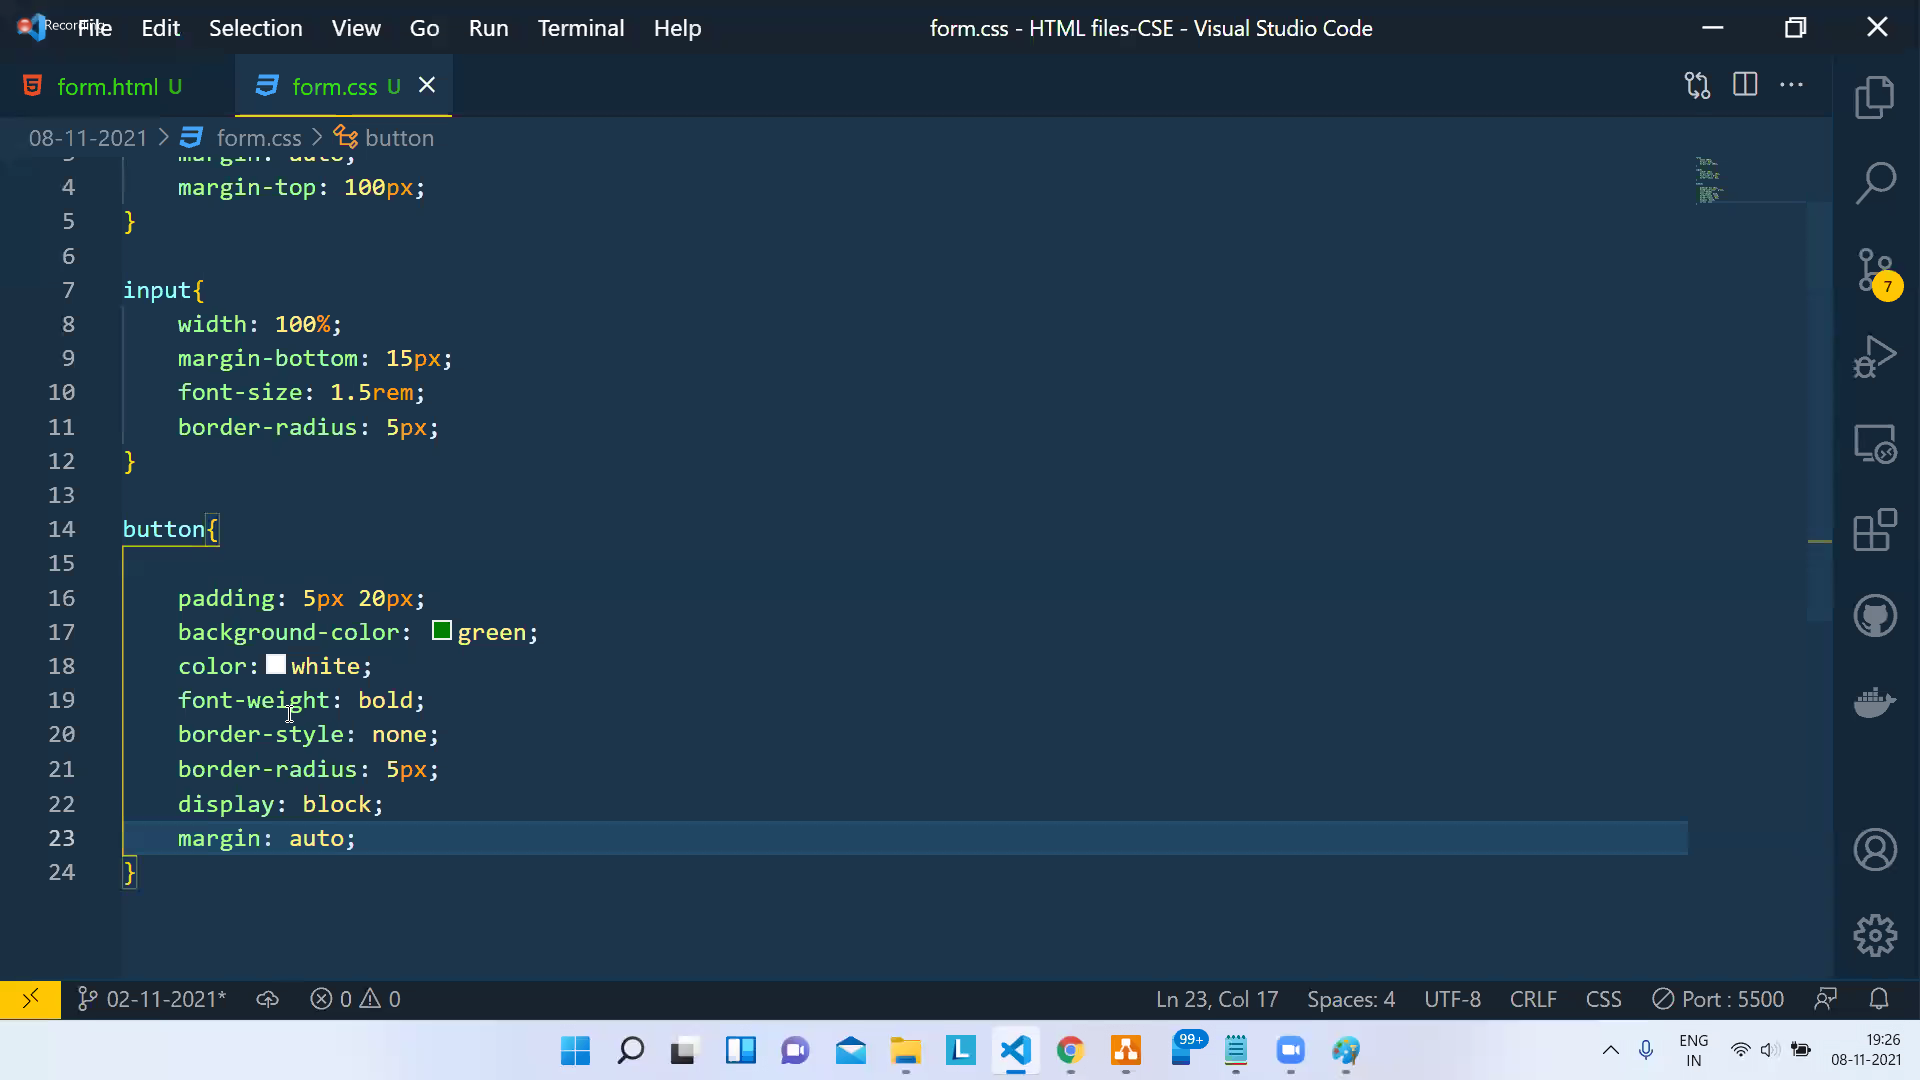 Recording
File Edit Selection View Go Run Terminal Help
form.css - HTML files-CSE - Visual Studio Code
form.html U
form.css U
08-11-2021 > form.css > button
3 margin: auto;
4 margin-top: 100px;
5 }
6
7 input{
8 width: 100%;
9 margin-bottom: 15px;
10 font-size: 1.5rem;
11 border-radius: 5px;
12 }
13
14 button{
15
16 padding: 5px 20px;
17 background-color: green;
18 color: white;
19 font-weight: bold;
20 border-style: none;
21 border-radius: 5px;
22 display: block;
23 margin: auto;
24 }
7
02-11-2021* 0 0 Ln 23, Col 17 Spaces: 4 UTF-8 CRLF CSS Port : 5500
L
99+
ENG
IN
19:26
08-11-2021